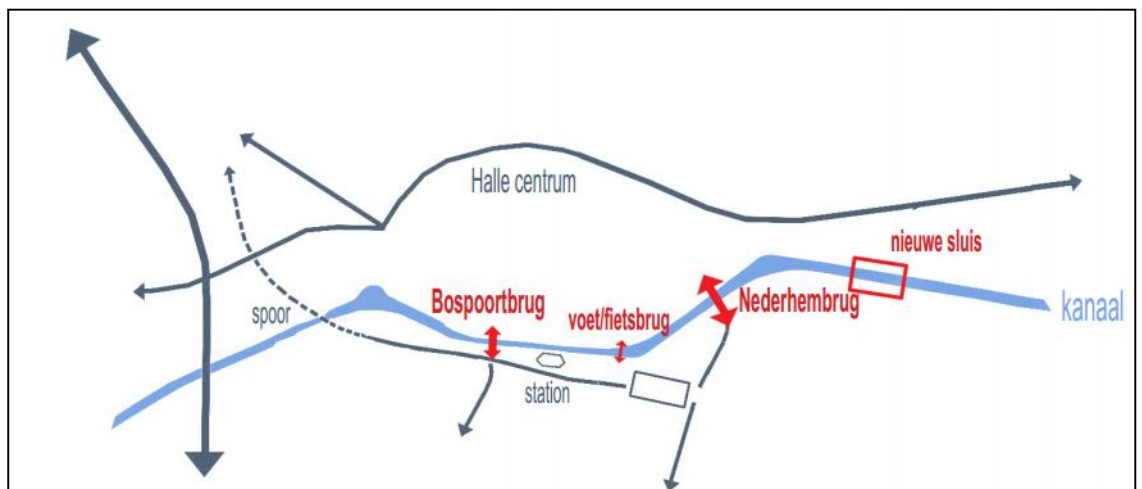 Halle centrum
nieuwe sluis
Bospoortbrug
Nederhembrug
kanaal
spoor
voet/fietsbrug
station